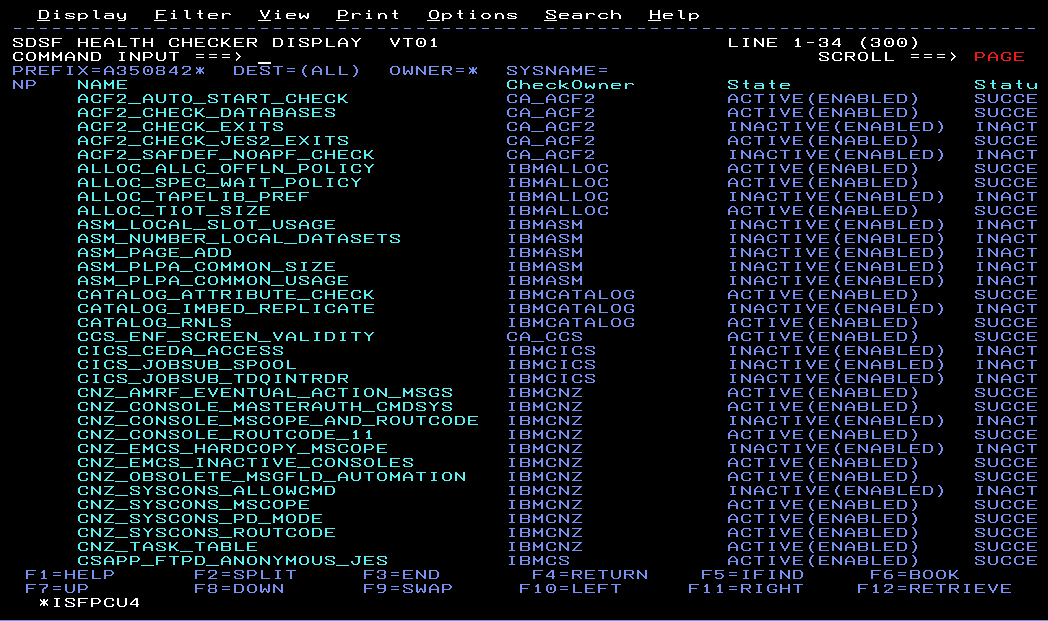 Display Filter View Print Options Search Help
SDSF HEALTH CHECKER DISPLAY VT01 LINE 1-34 (300)
COMMAND INPUT ===> _ SCROLL ===> PAGE
PREFIX=A350842* DEST=(ALL) OWNER=* SYSNAME=
NP NAME CheckOwner State Statu
ACF2_AUTO_START_CHECK CA_ACF2 ACTIVE(ENABLED) SUCCE
ACF2_CHECK_DATABASES CA_ACF2 ACTIVE(ENABLED) SUCCE
ACF2_CHECK_EXITS CA_ACF2 INACTIVE(ENABLED) INACT
ACF2_CHECK_JES2_EXITS CA_ACF2 ACTIVE(ENABLED) SUCCE
ACF2_SAFDEF_NOAPF_CHECK CA_ACF2 INACTIVE(ENABLED) INACT
ALLOC_ALLC_OFFLN_POLICY IBMALLOC ACTIVE(ENABLED) SUCCE
ALLOC_SPEC_WAIT_POLICY IBMALLOC ACTIVE(ENABLED) SUCCE
ALLOC_TAPELIB_PREF IBMALLOC INACTIVE(ENABLED) INACT
ALLOC_TIOT_SIZE IBMALLOC ACTIVE(ENABLED) SUCCE
ASM_LOCAL_SLOT_USAGE IBMASM INACTIVE(ENABLED) INACT
ASM_NUMBER_LOCAL_DATASETS IBMASM INACTIVE(ENABLED) INACT
ASM_PAGE_ADD IBMASM INACTIVE(ENABLED) INACT
ASM_PLPA_COMMON_SIZE IBMASM INACTIVE(ENABLED) INACT
ASM_PLPA_COMMON_USAGE IBMASM INACTIVE(ENABLED) INACT
CATALOG_ATTRIBUTE_CHECK IBMCATALOG ACTIVE(ENABLED) SUCCE
CATALOG_IMBED_REPLICATE IBMCATALOG INACTIVE(ENABLED) INACT
CATALOG_RNLS IBMCATALOG ACTIVE(ENABLED) SUCCE
CCS_ENF_SCREEN_VALIDITY CA_CCS ACTIVE(ENABLED) SUCCE
CICS_CEDA_ACCESS IBMCICS INACTIVE(ENABLED) INACT
CICS_JOBSUB_SPOOL IBMCICS INACTIVE(ENABLED) INACT
CICS_JOBSUB_TDQINTRDR IBMCICS INACTIVE(ENABLED) INACT
CNZ_AMRF_EVENTUAL_ACTION_MSGS IBMCNZ ACTIVE(ENABLED) SUCCE
CNZ_CONSOLE_MASTERAUTH_CMDSYS IBMCNZ ACTIVE(ENABLED) SUCCE
CNZ_CONSOLE_MSCOPE_AND_ROUTCODE IBMCNZ INACTIVE(ENABLED) INACT
CNZ_CONSOLE_ROUTCODE_11 IBMCNZ ACTIVE(ENABLED) SUCCE
CNZ_EMCS_HARDCOPY_MSCOPE IBMCNZ INACTIVE(ENABLED) INACT
CNZ_EMCS_INACTIVE_CONSOLES IBMCNZ ACTIVE(ENABLED) SUCCE
CNZ_OBSOLETE_MSGFLD_AUTOMATION IBMCNZ ACTIVE(ENABLED) SUCCE
CNZ_SYSCONS_ALLOWCMD IBMCNZ INACTIVE(ENABLED) INACT
CNZ_SYSCONS_MSCOPE IBMCNZ ACTIVE(ENABLED) SUCCE
CNZ_SYSCONS_PD_MODE IBMCNZ ACTIVE(ENABLED) SUCCE
CNZ_SYSCONS_ROUTCODE IBMCNZ ACTIVE(ENABLED) SUCCE
CNZ_TASK_TABLE IBMCNZ ACTIVE(ENABLED) SUCCE
CSAPP_FTPD_ANONYMOUS_JES IBMCS ACTIVE(ENABLED) SUCCE
F1=HELP F2=SPLIT F3=END F4=RETURN F5=IFIND F6=BOOK
F7=UP F8=DOWN F9=SWAP F10=LEFT F11=RIGHT F12=RETRIEVE
*ISFPCU4